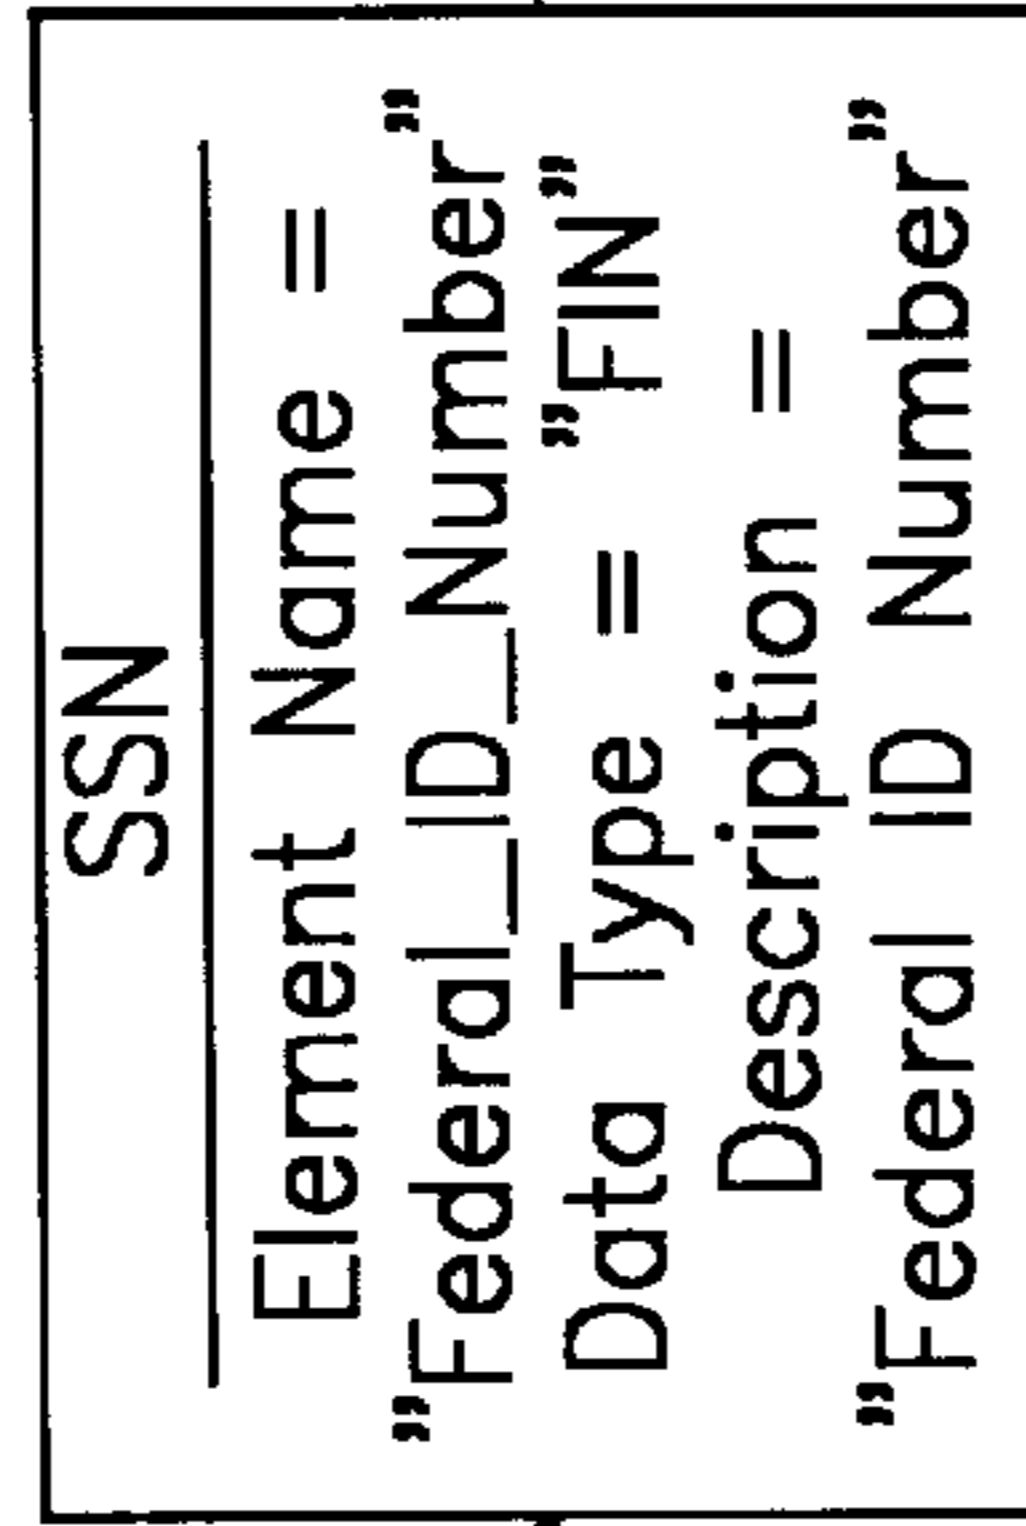 SSN
Element Name =
”Federal_ID_Number”
Data Type = ”FIN”
Description =
”Federal ID Number”